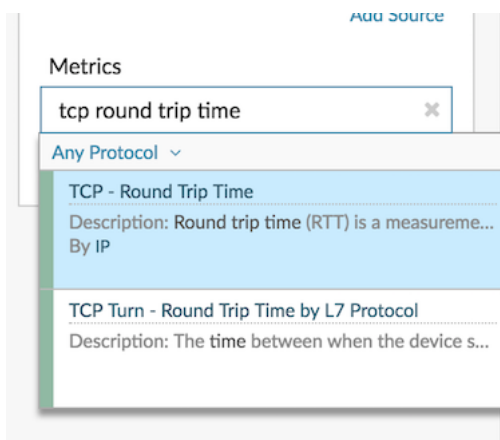 Add Source
Metrics
tcp round trip time
Any Protocol
TCP - Round Trip Time
Description: Round trip time (RTT) is a measureme...
By IP
TCP Turn - Round Trip Time by L7 Protocol
Description: The time between when the device s...